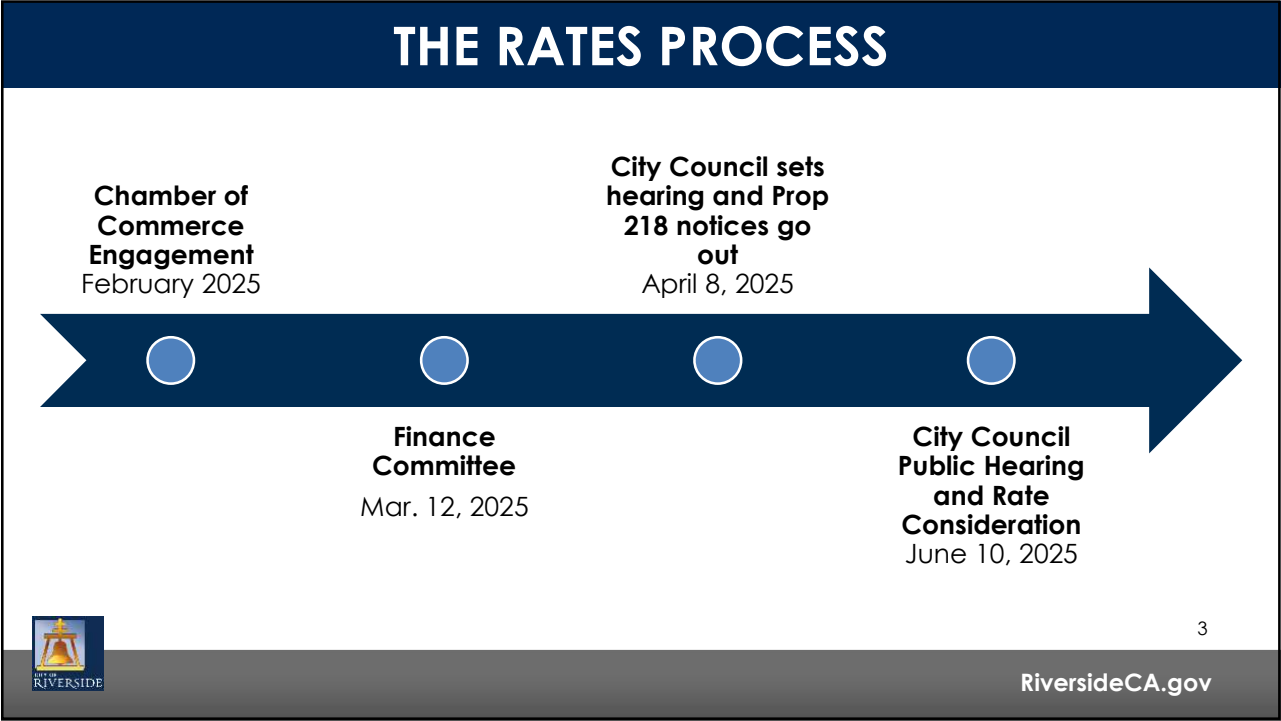 THE RATES PROCESS
Chamber of
Commerce
Engagement
February 2025
Finance
Committee
Mar. 12, 2025
City Council sets
hearing and Prop
218 notices go
out
April 8, 2025
City Council
Public Hearing
and Rate
Consideration
June 10, 2025
3
CITY OF
RIVERSIDE
RiversideCA.gov